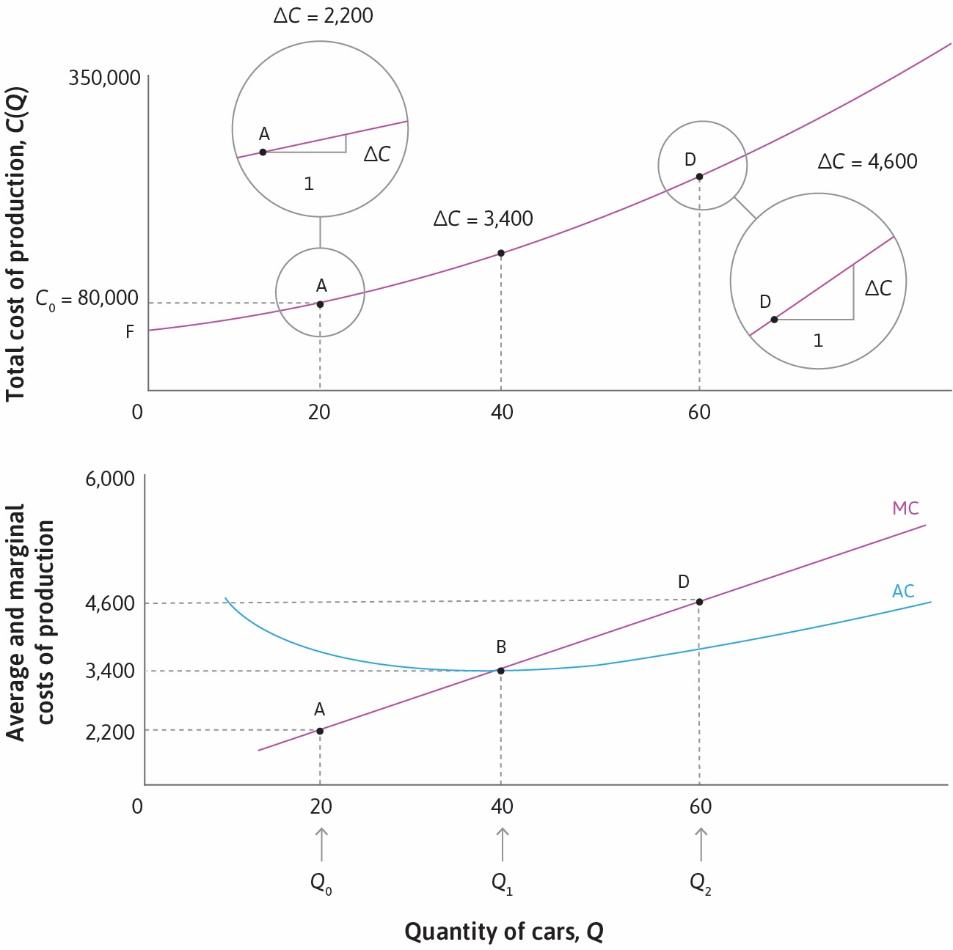 ΔC = 2,200
350,000
Total cost of production, C(Q)
A
ΔC
1
D
ΔC = 4,600
ΔC = 3,400
A
C₀ = 80,000
F
D
ΔC
1
0
20
40
60
6,000
Average and marginal
costs of production
MC
AC
4,600
D
B
3,400
A
2,200
0
20
40
60
Q₀
Q₁
Q₂
Quantity of cars, Q